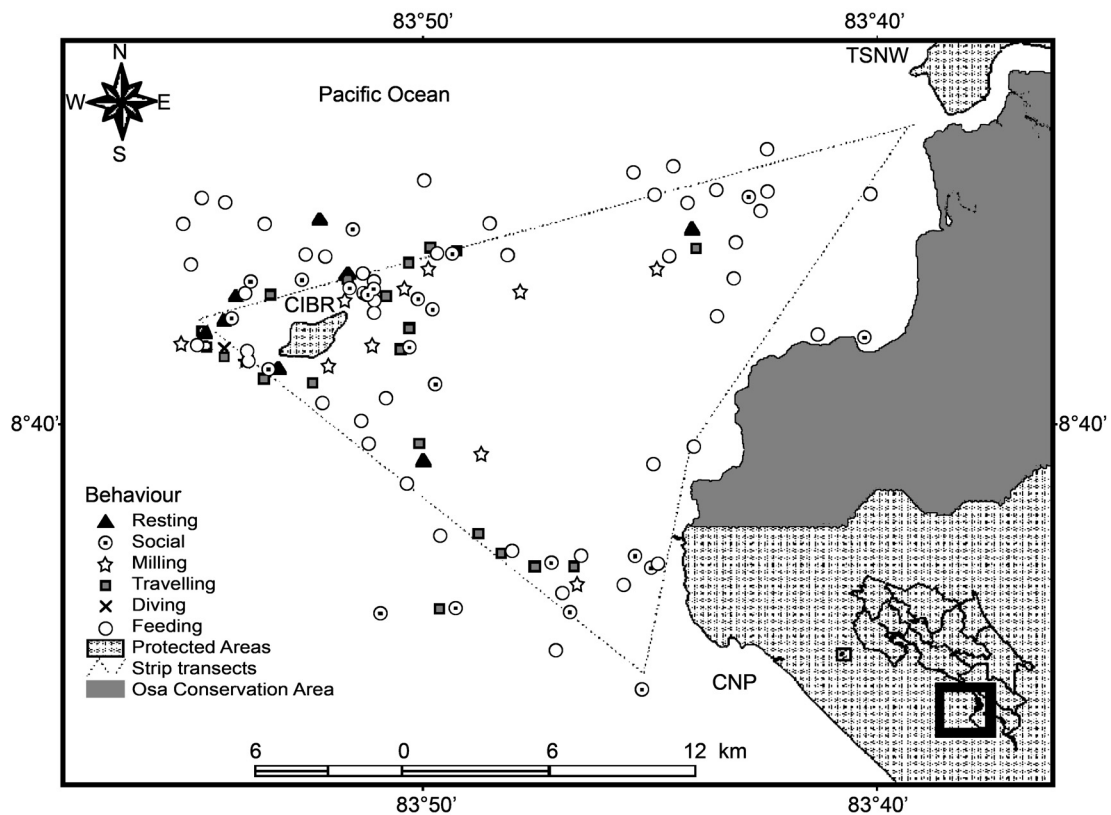 83°50' 83°40'
N
W E
S
Pacific Ocean
TSNW
CIBR
8°40' 8°40'
Behaviour
Resting
Social
Milling
Travelling
Diving
Feeding
Protected Areas
Strip transects
Osa Conservation Area
CNP
6 0 6 12 km
83°50' 83°40'